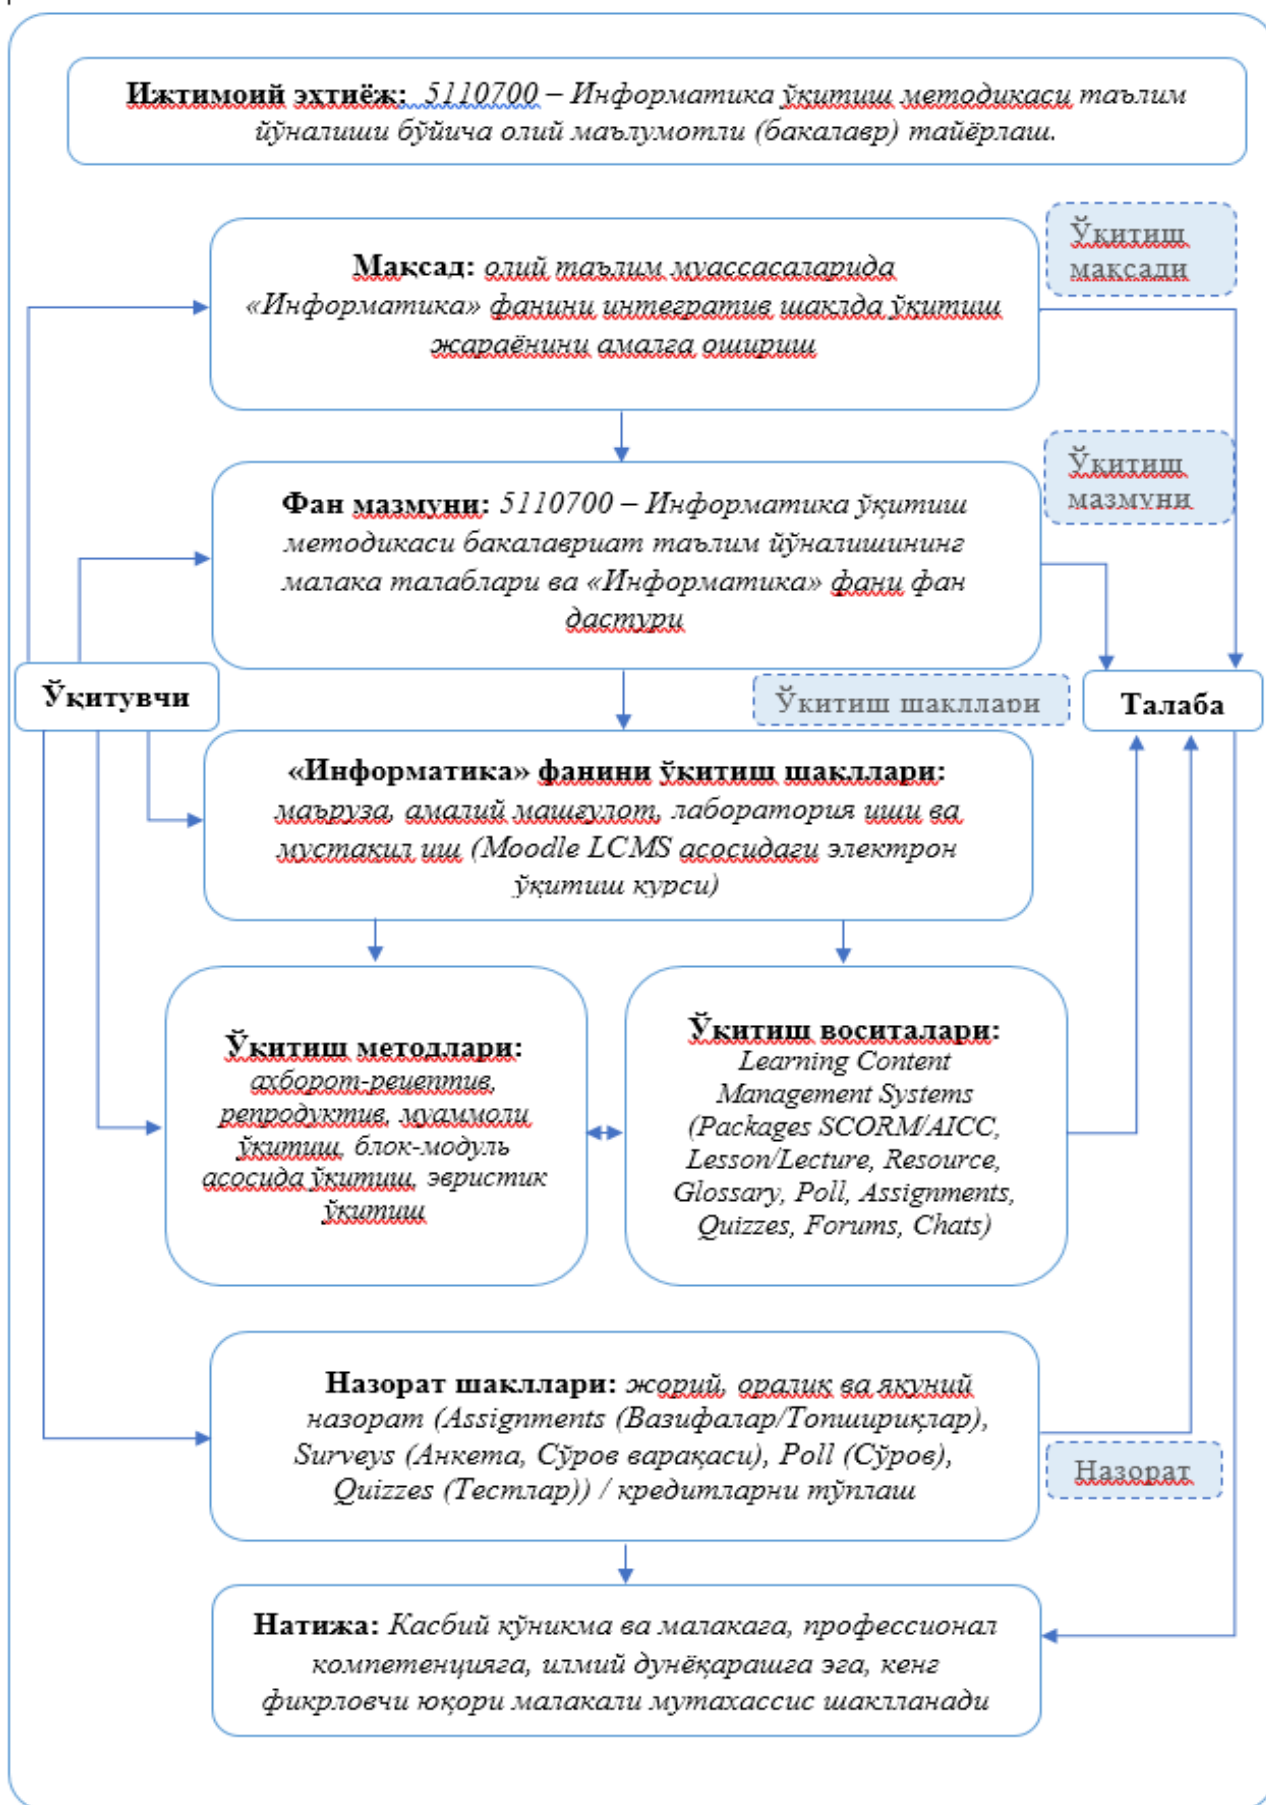 Ижтимоий эҳтиёж: 5110700 – Информатика ўқитиш методикаси таълим
йўналиши бўйича олий маълумотли (бакалавр) тайёрлаш.
Ўқитиш
мақсади
Мақсад: олий таълим муассасаларида
«Информатика» фанини интегратив шаклда ўқитиш
жараёнини амалга ошириш
Ўқитиш
мазмуни
Фан мазмуни: 5110700 – Информатика ўқитиш
методикаси бакалавриат таълим йўналишининг
малака талаблари ва «Информатика» фани фан
дастури
Ўқитувчи
Ўқитиш шакллари
Талаба
«Информатика» фанини ўқитиш шакллари:
маъруза, амалий машғулот, лаборатория иши ва
мустақил иш (Moodle LCMS асосидаги электрон
ўқитиш курси)
Ўқитиш методлари:
ахборот-рецептив,
репродуктив, муаммоли
ўқитиш, блок-модуль
асосида ўқитиш, эвристик
ўқитиш
Ўқитиш воситалари:
Learning Content
Management Systems
(Packages SCORM/AICC,
Lesson/Lecture, Resource,
Glossary, Poll, Assignments,
Quizzes, Forums, Chats)
Назорат шакллари: жорий, оралиқ ва якуний
назорат (Assignments (Вазифалар/Топшириқлар),
Surveys (Анкета, Сўров варақаси), Poll (Сўров),
Quizzes (Тестлар)) / кредитларни тўплаш
Назорат
Натижа: Касбий кўникма ва малакага, профессионал
компетенцияга, илмий дунёқарашга эга, кенг
фикрловчи юқори малакали мутахассис шаклланади